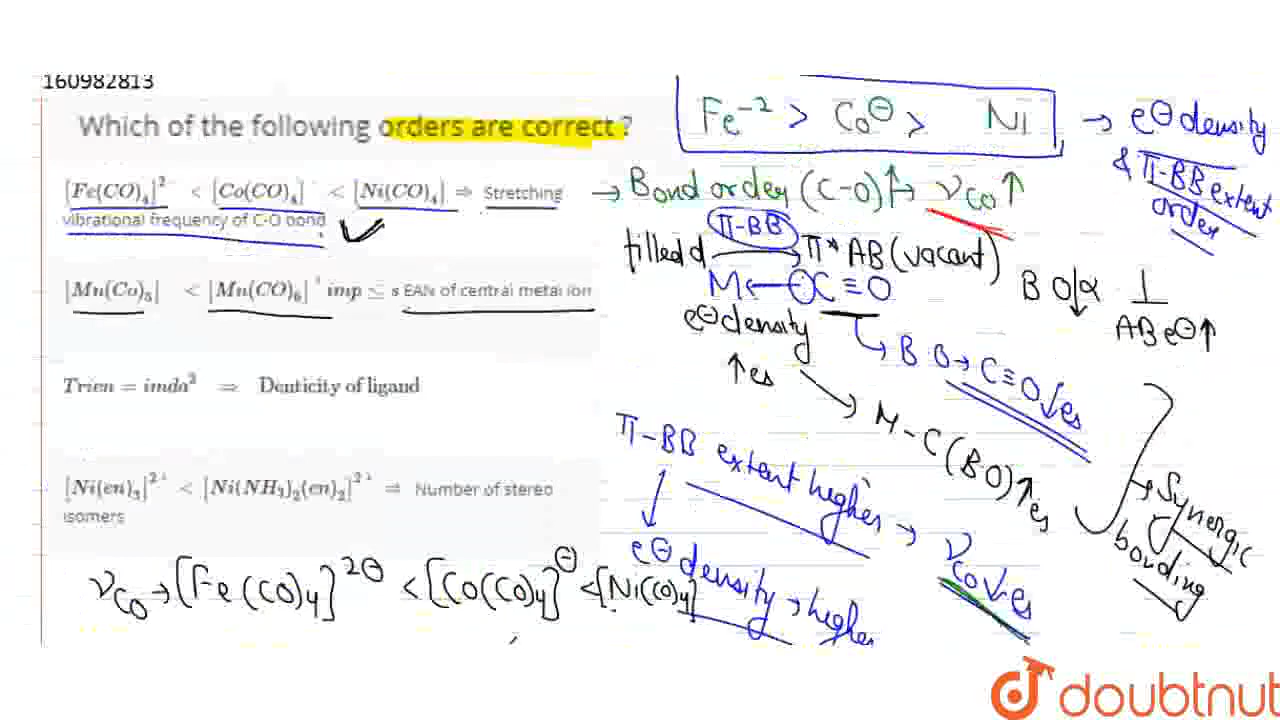 160982813
Which of the following orders are correct ?
[Fe(CO)₄]²⁻ < [Co(CO)₄]⁻ < [Ni(CO)₄] ⇒ Stretching
vibrational frequency of C-O bond
[Mn(Co)₅] < [Mn(CO)₆]⁺ imp ≤ s EAN of central metal ion
Trien = imda² ⇒ Denticity of ligand
[Ni(en)₃]²⁺ < [Ni(NH₃)₂(en)₂]²⁺ ⇒ Number of stereo
isomers
ν CO → [Fe(CO)₄]²⊖ < [Co(CO)₄]⊖ < [Ni(CO)₄]
Fe⁻² > Co⊖ > Ni → e⊖ density
& π-BB extent
order
→ Bond order (C-O)↑ → ν CO ↑
π-BB
filled d → π* AB (vacant)
M ← C≡O
e⊖ density
↑es
B O ↓ α 1
AB e⊖ ↑
B.O → C≡O ↓es
M-C (B.O) ↑es
→ Synergic
bonding
π-BB extent higher → ν CO ↓es
e⊖ density → higher
doubtnut